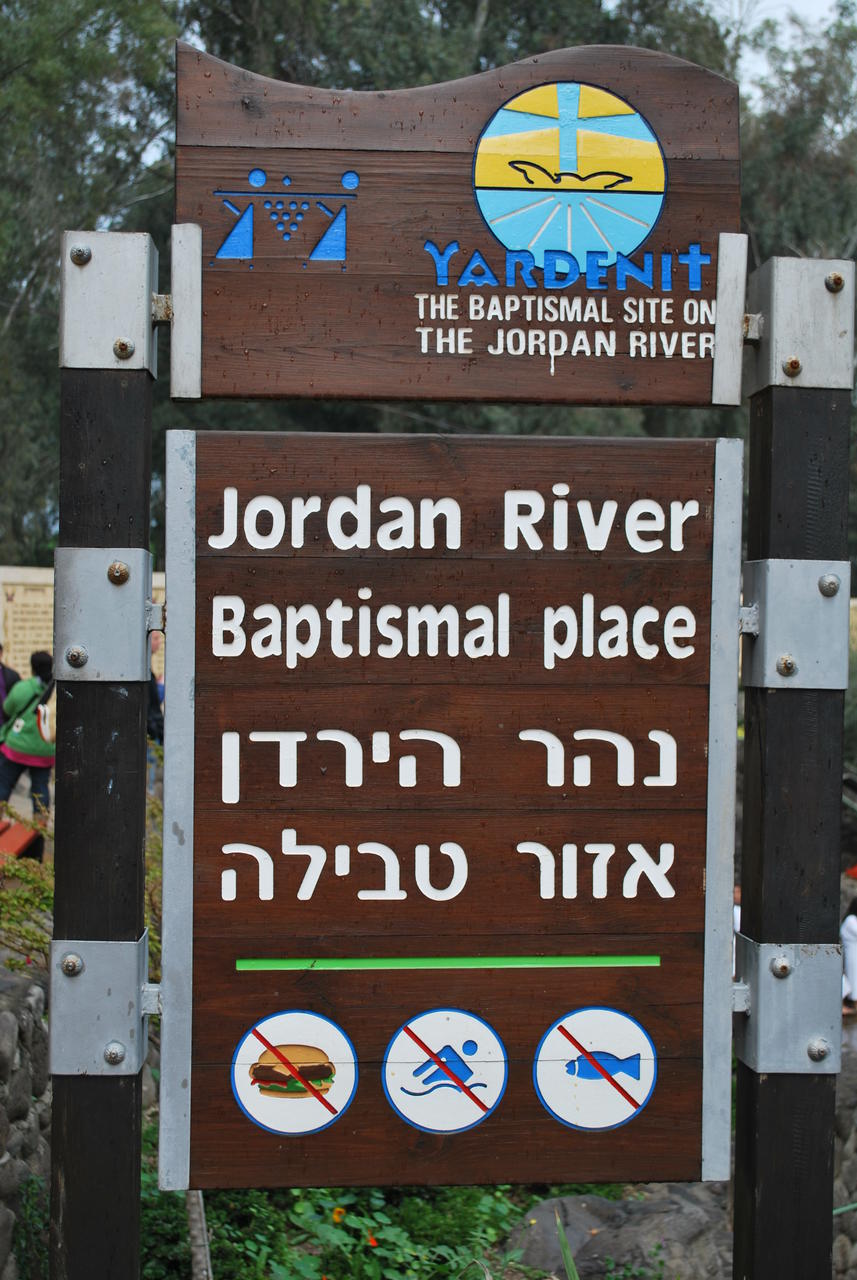 YARDENIT
THE BAPTISMAL SITE ON
THE JORDAN RIVER
Jordan River
Baptismal place
נהר הירדן
אזור טבילה